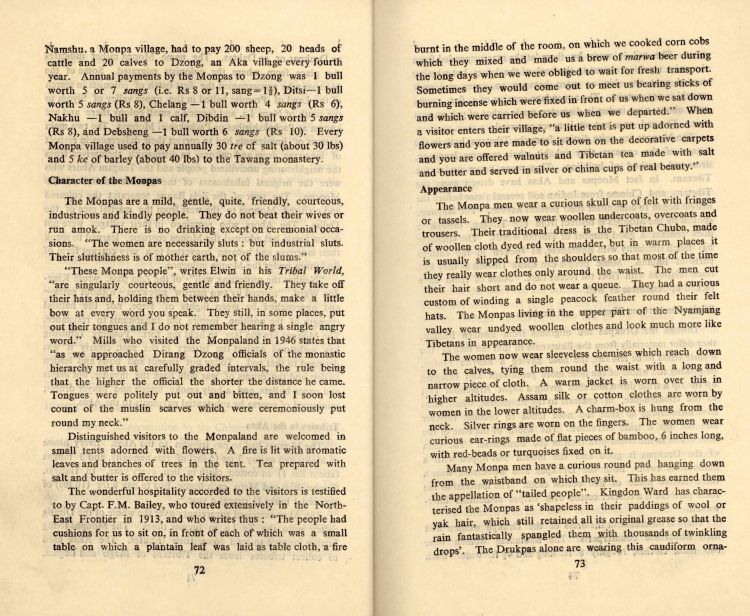 Namshu, a Monpa village, had to pay 200 sheep, 20 heads of
cattle and 20 calves to Dzong, an Aka village every fourth
year. Annual payments by the Monpas to Dzong was 1 bull
worth 5 or 7 sangs (i.e. Rs 8 or 11, sang=1⅗), Ditsi—1 bull
worth 5 sangs (Rs 8), Chelang —1 bull worth 4 sangs (Rs 6),
Nakhu —1 bull and 1 calf, Dibdin —1 bull worth 5 sangs
(Rs 8), and Debsheng —1 bull worth 6 sangs (Rs 10). Every
Monpa village used to pay annually 30 tre of salt (about 30 lbs)
and 5 ke of barley (about 40 lbs) to the Tawang monastery.
Character of the Monpas
The Monpas are a mild, gentle, quite, friendly, courteous,
industrious and kindly people. They do not beat their wives or
run amok. There is no drinking except on ceremonial occa-
sions. "The women are necessarily sluts : but industrial sluts.
Their sluttishness is of mother earth, not of the slums."
"These Monpa people", writes Elwin in his Tribal World,
"are singularly courteous, gentle and friendly. They take off
their hats and, holding them between their hands, make a little
bow at every word you speak. They still, in some places, put
out their tongues and I do not remember hearing a single angry
word." Mills who visited the Monpaland in 1946 states that
"as we approached Dirang Dzong officials of the monastic
hierarchy met us at carefully graded intervals, the rule being
that the higher the official the shorter the distance he came.
Tongues were politely put out and bitten, and I soon lost
count of the muslin scarves which were ceremoniously put
round my neck."
Distinguished visitors to the Monpaland are welcomed in
small tents adorned with flowers. A fire is lit with aromatic
leaves and branches of trees in the tent. Tea prepared with
salt and butter is offered to the visitors.
The wonderful hospitality accorded to the visitors is testified
to by Capt. F.M. Bailey, who toured extensively in the North-
East Frontier in 1913, and who writes thus : "The people had
cushions for us to sit on, in front of each of which was a small
table on which a plantain leaf was laid as table cloth, a fire
72
burnt in the middle of the room, on which we cooked corn cobs
which they mixed and made us a brew of marwa beer during
the long days when we were obliged to wait for fresh transport.
Sometimes they would come out to meet us bearing sticks of
burning incense which were fixed in front of us when we sat down
and which were carried before us when we departed." When
a visitor enters their village, "a little tent is put up adorned with
flowers and you are made to sit down on the decorative carpets
and you are offered walnuts and Tibetan tea made with salt
and butter and served in silver or china cups of real beauty."
Appearance
The Monpa men wear a curious skull cap of felt with fringes
or tassels. They now wear woollen undercoats, overcoats and
trousers. Their traditional dress is the Tibetan Chuba, made
of woollen cloth dyed red with madder, but in warm places it
is usually slipped from the shoulders so that most of the time
they really wear clothes only around the waist. The men cut
their hair short and do not wear a queue. They had a curious
custom of winding a single peacock feather round their felt
hats. The Monpas living in the upper part of the Nyamjang
valley wear undyed woollen clothes and look much more like
Tibetans in appearance.
The women now wear sleeveless chemises which reach down
to the calves, tying them round the waist with a long and
narrow piece of cloth. A warm jacket is worn over this in
higher altitudes. Assam silk or cotton clothes are worn by
women in the lower altitudes. A charm-box is hung from the
neck. Silver rings are worn on the fingers. The women wear
curious ear-rings made of flat pieces of bamboo, 6 inches long,
with red-beads or turquoises fixed on it.
Many Monpa men have a curious round pad hanging down
from the waistband on which they sit. This has earned them
the appellation of "tailed people". Kingdon Ward has charac-
terised the Monpas as 'shapeless in their paddings of wool or
yak hair, which still retained all its original grease so that the
rain fantastically spangled them with thousands of twinkling
drops'. The Drukpas alone are wearing this caudiform orna-
73